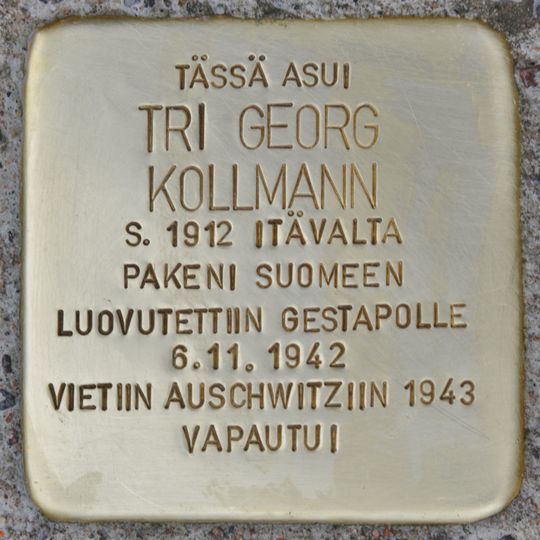 TÄSSÄ ASUI
TRI GEORG
KOLLMANN
S. 1912 ITÄVALTA
PAKENI SUOMEEN
LUOVUTETTIIN GESTAPOLLE
6.11. 1942
VIETIIN AUSCHWITZIIN 1943
VAPAUTUI